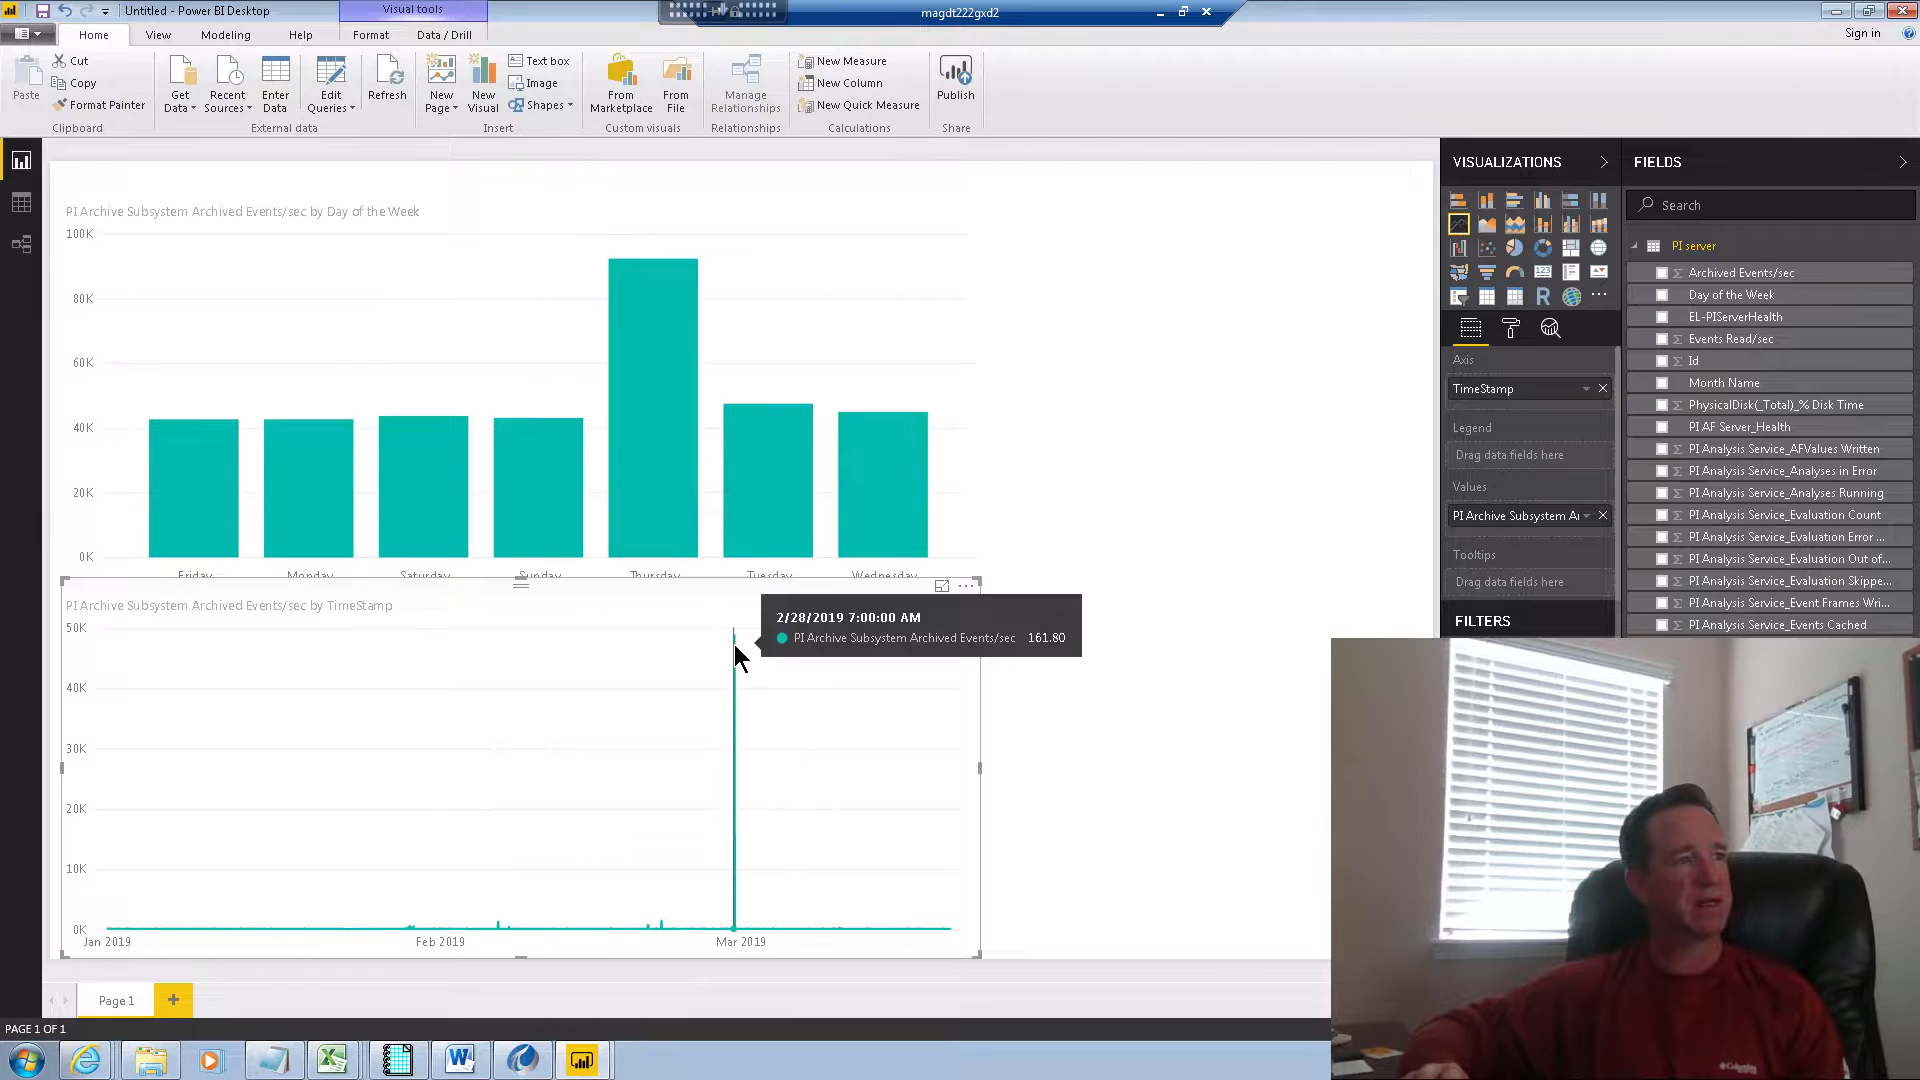 Untitled - Power BI Desktop
Visual tools
magdt222gxd2
Home
View
Modeling
Help
Format
Data / Drill
Sign in
Paste
Cut
Copy
Format Painter
Clipboard
Get Data
Recent Sources
Enter Data
Edit Queries
Refresh
External data
New Page
New Visual
Text box
Image
Shapes
Insert
From Marketplace
From File
Custom visuals
Manage Relationships
Relationships
New Measure
New Column
New Quick Measure
Calculations
Publish
Share
PI Archive Subsystem Archived Events/sec by Day of the Week
100K
80K
60K
40K
20K
0K
Friday
Monday
Saturday
Sunday
Thursday
Tuesday
Wednesday
PI Archive Subsystem Archived Events/sec by TimeStamp
50K
40K
30K
20K
10K
0K
Jan 2019
Feb 2019
Mar 2019
2/28/2019 7:00:00 AM
PI Archive Subsystem Archived Events/sec 161.80
VISUALIZATIONS
R
123
Axis
TimeStamp
Legend
Drag data fields here
Values
PI Archive Subsystem Ar
Tooltips
Drag data fields here
FILTERS
FIELDS
Search
PI server
Archived Events/sec
Day of the Week
EL-PIServerHealth
Events Read/sec
Id
Month Name
PhysicalDisk(_Total)_% Disk Time
PI AF Server_Health
PI Analysis Service_AFValues Written
PI Analysis Service_Analyses in Error
PI Analysis Service_Analyses Running
PI Analysis Service_Evaluation Count
PI Analysis Service_Evaluation Error ...
PI Analysis Service_Evaluation Out of...
PI Analysis Service_Evaluation Skippe...
PI Analysis Service_Event Frames Wri...
PI Analysis Service_Events Cached
Page 1
PAGE 1 OF 1
Columbia